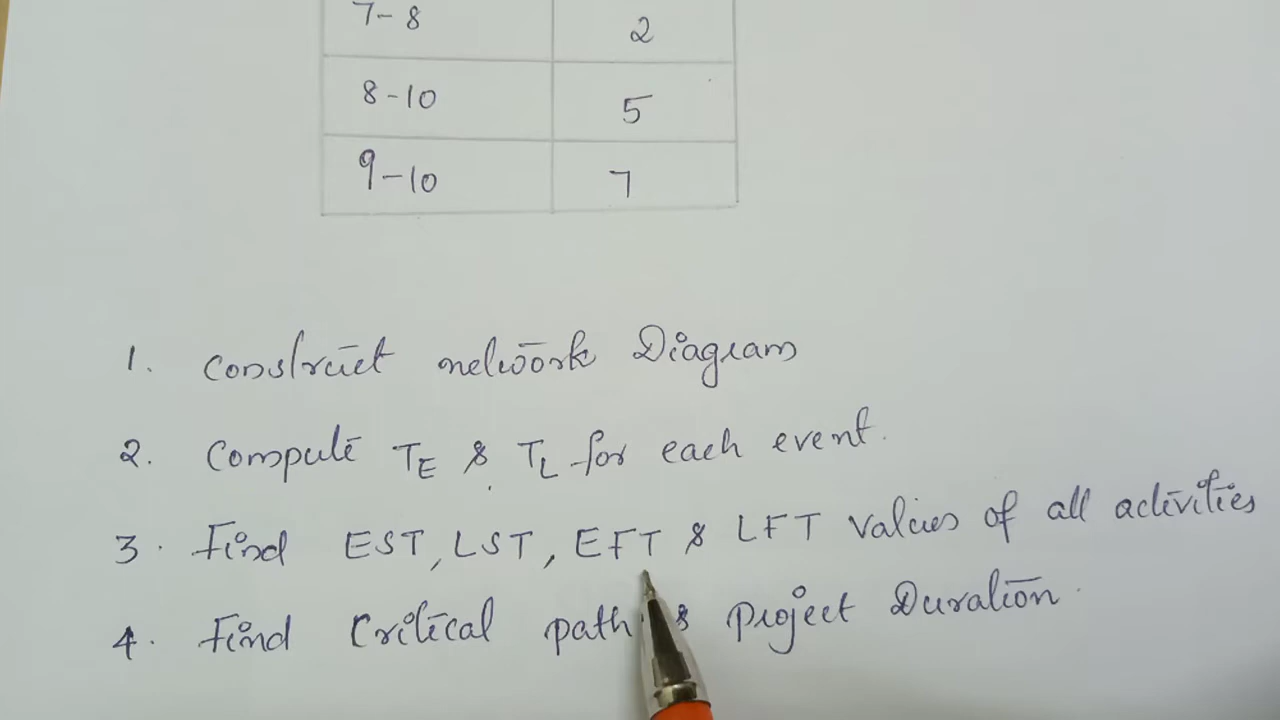 7-8 2
8-10 5
9-10 7
1. Construct network Diagram
2. Compute TE & TL for each event.
3. Find EST, LST, EFT & LFT values of all activities
4. Find Critical path & project Duration.